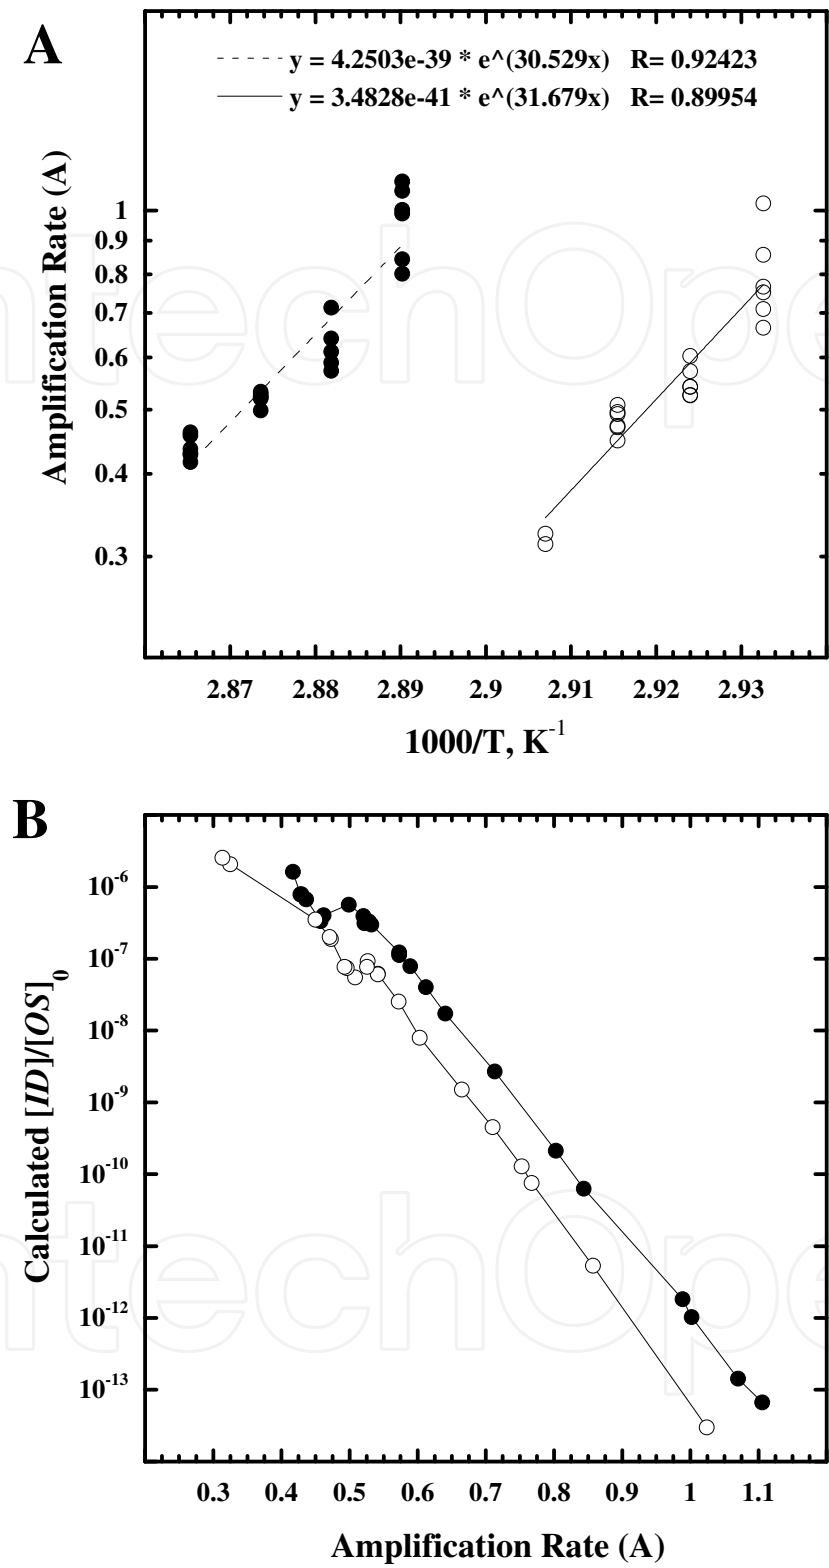 A
y = 4.2503e-39 * e^(30.529x) R= 0.92423
y = 3.4828e-41 * e^(31.679x) R= 0.89954
Amplification Rate (A)
1
0.9
0.8
0.7
0.6
0.5
0.4
0.3
2.87 2.88 2.89 2.9 2.91 2.92 2.93
1000/T, K⁻¹
IntechOpe
B
Calculated [ID]/[OS]₀
10⁻⁶
10⁻⁷
10⁻⁸
10⁻⁹
10⁻¹⁰
10⁻¹¹
10⁻¹²
10⁻¹³
0.3 0.4 0.5 0.6 0.7 0.8 0.9 1 1.1
Amplification Rate (A)
ntechOpe